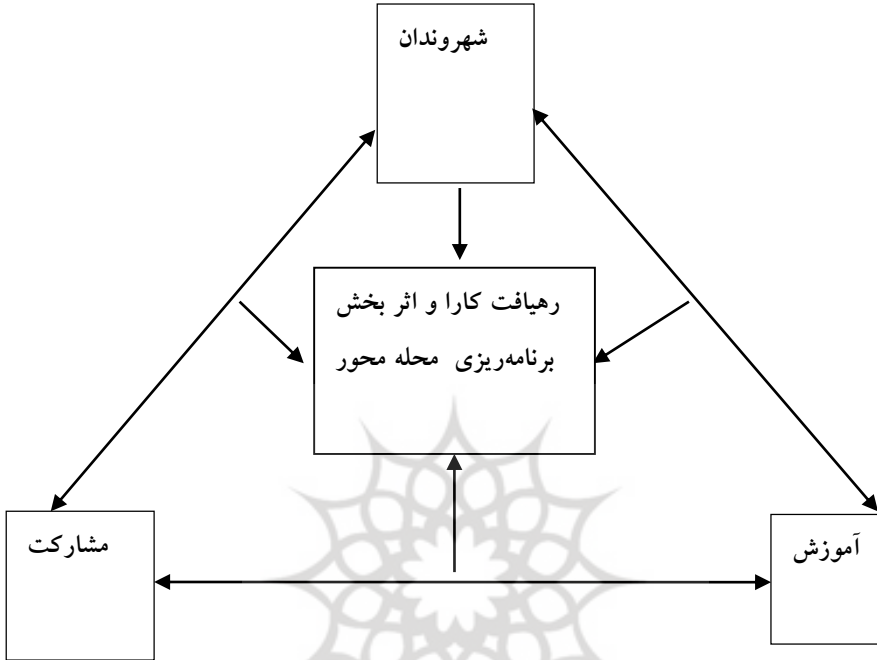 شهروندان
رهیافت کارا و اثر بخش
برنامه‌ریزی محله محور
مشارکت
آموزش